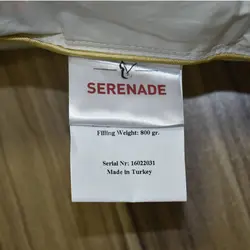 SERENADE
Filling Weight: 800 gr.
Serial Nr: 16022031
Made in Turkey